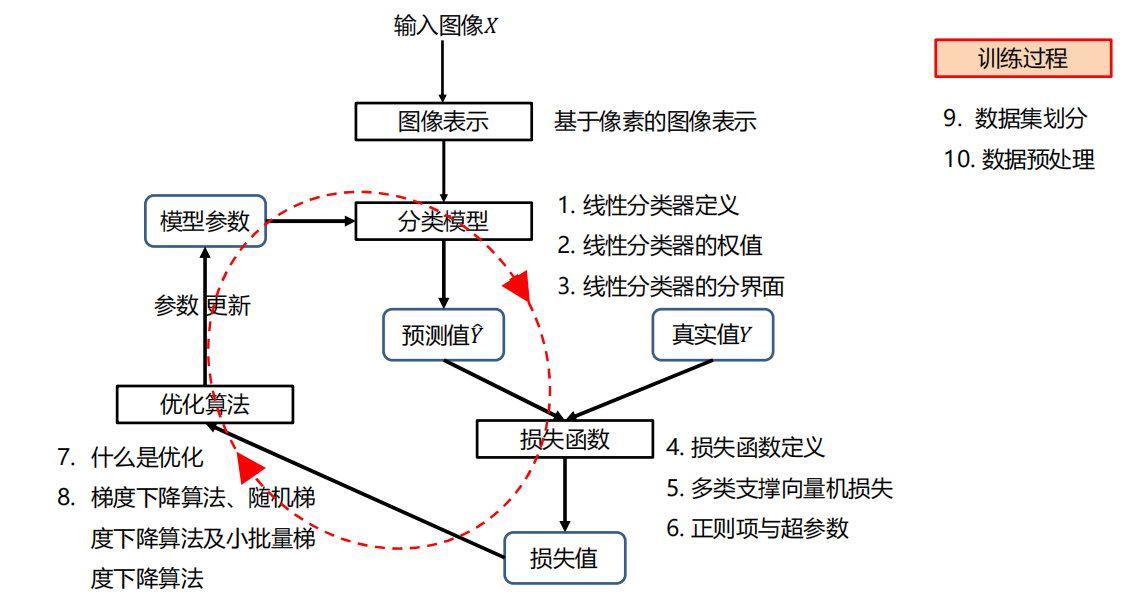 输入图像X
训练过程
图像表示
基于像素的图像表示
9. 数据集划分
10. 数据预处理
模型参数
分类模型
1. 线性分类器定义
2. 线性分类器的权值
3. 线性分类器的分界面
参数 更新
预测值Ŷ
真实值Y
优化算法
损失函数
4. 损失函数定义
5. 多类支撑向量机损失
6. 正则项与超参数
7. 什么是优化
8. 梯度下降算法、随机梯
度下降算法及小批量梯
度下降算法
损失值